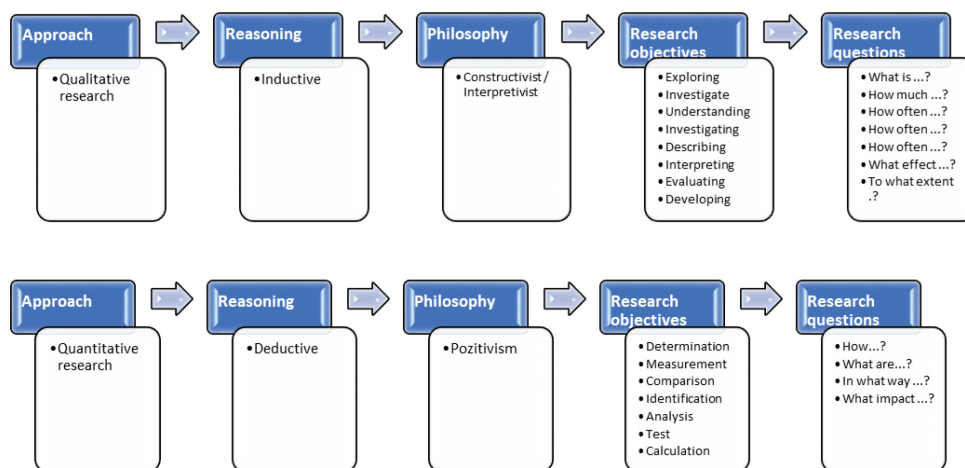 Approach
• Qualitative
research
Reasoning
• Inductive
Philosophy
• Constructivist /
Interpretivist
Research
objectives
• Exploring
• Investigate
• Understanding
• Investigating
• Describing
• Interpreting
• Evaluating
• Developing
Research
questions
• What is ...?
• How much ...?
• How often ...?
• How often ...?
• How often ...?
• What effect ...?
• To what extent
.?
Approach
• Quantitative
research
Reasoning
• Deductive
Philosophy
• Pozitivism
Research
objectives
• Determination
• Measurement
• Comparison
• Identification
• Analysis
• Test
• Calculation
Research
questions
• How...?
• What are...?
• In what way ...?
• What impact ...?